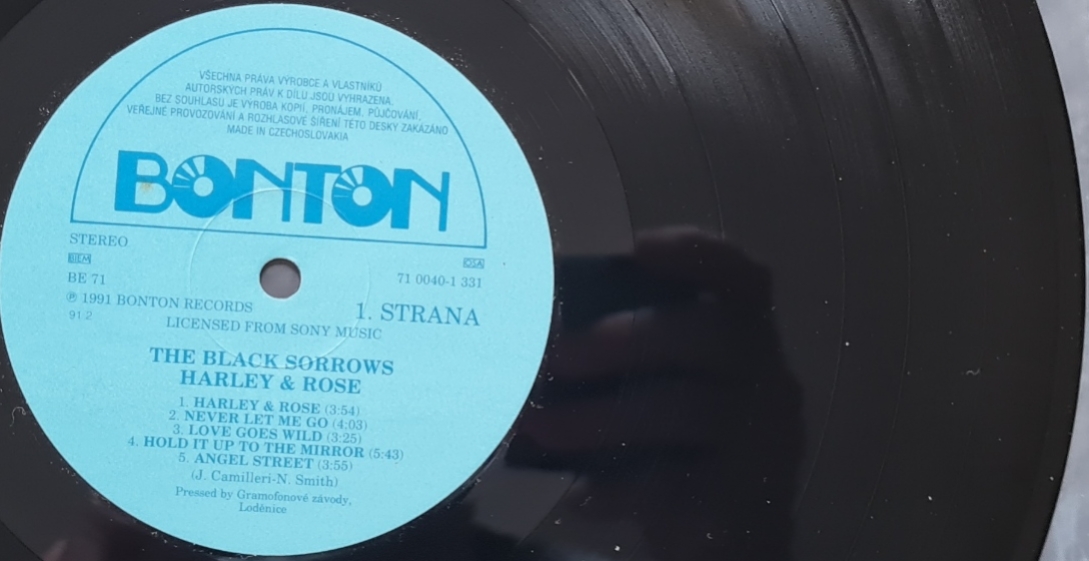 VŠECHNA PRÁVA VÝROBCE A VLASTNÍKŮ
AUTORSKÝCH PRÁV K DÍLU JSOU VYHRAZENA.
BEZ SOUHLASU JE VÝROBA KOPIÍ, PRONÁJEM, PŮJČOVÁNÍ,
VEŘEJNÉ PROVOZOVÁNÍ A ROZHLASOVÉ ŠÍŘENÍ TÉTO DESKY ZAKÁZÁNO
MADE IN CZECHOSLOVAKIA
BONTON
STEREO
BIEM OSA
BE 71 71 0040-1 331
℗ 1991 BONTON RECORDS
1. STRANA
91 2
LICENSED FROM SONY MUSIC
THE BLACK SORROWS
HARLEY & ROSE
1. HARLEY & ROSE (3:54)
2. NEVER LET ME GO (4:03)
3. LOVE GOES WILD (3:25)
4. HOLD IT UP TO THE MIRROR (5:43)
5. ANGEL STREET (3:55)
(J. Camilleri-N. Smith)
Pressed by Gramofonové závody,
Loděnice